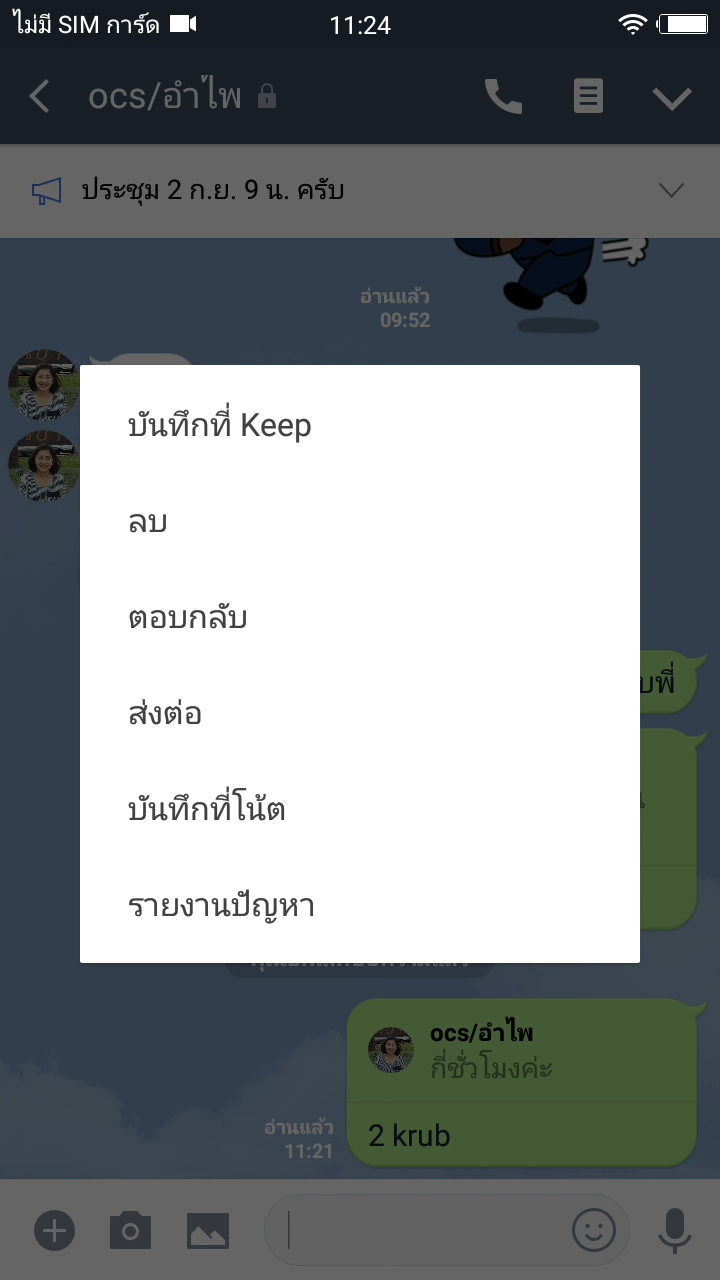 ไม่มี SIM การ์ด
11:24
ocs/อำไพ
ประชุม 2 ก.ย. 9 น. ครับ
อ่านแล้ว
09:52
บันทึกที่ Keep
ลบ
ตอบกลับ
ส่งต่อ
บันทึกที่โน้ต
รายงานปัญหา
บพี่
ocs/อำไพ
กี่ชั่วโมงค่ะ
2 krub
อ่านแล้ว
11:21